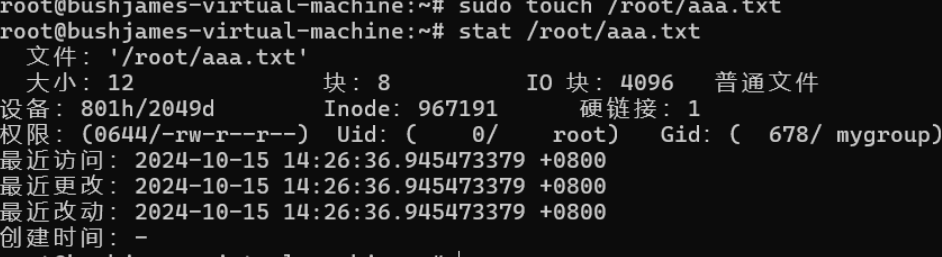 root@bushjames-virtual-machine:~# sudo touch /root/aaa.txt
root@bushjames-virtual-machine:~# stat /root/aaa.txt
  文件: '/root/aaa.txt'
  大小: 12              块: 8          IO 块: 4096   普通文件
设备: 801h/2049d        Inode: 967191      硬链接: 1
权限: (0644/-rw-r--r--)  Uid: (    0/    root)   Gid: (  678/ mygroup)
最近访问: 2024-10-15 14:26:36.945473379 +0800
最近更改: 2024-10-15 14:26:36.945473379 +0800
最近改动: 2024-10-15 14:26:36.945473379 +0800
创建时间: -
root@bushjames-virtual-machine:~#